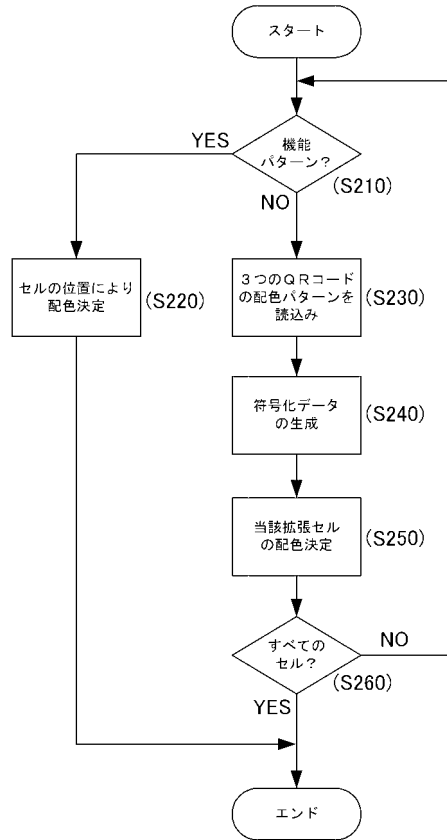 スタート
YES
機能
パターン?
(S210)
NO
セルの位置により
配色決定
(S220)
3つのQRコード
の配色パターンを
読込み
(S230)
符号化データ
の生成
(S240)
当該拡張セル
の配色決定
(S250)
すべての
セル?
NO
(S260)
YES
エンド